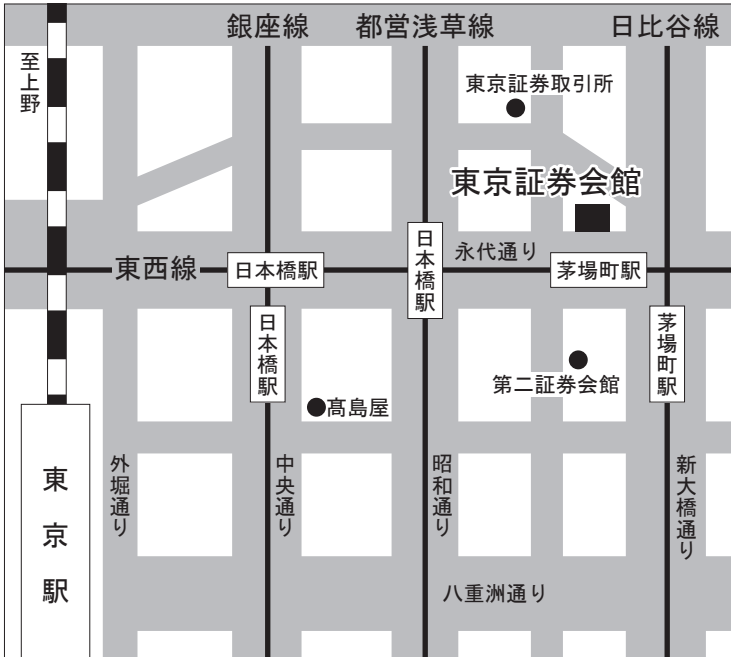 銀座線
都営浅草線
日比谷線
至上野
東京証券取引所
東京証券会館
永代通り
東西線
日本橋駅
日本橋駅
茅場町駅
日本橋駅
茅場町駅
第二証券会館
髙島屋
東京駅
外堀通り
中央通り
昭和通り
新大橋通り
八重洲通り